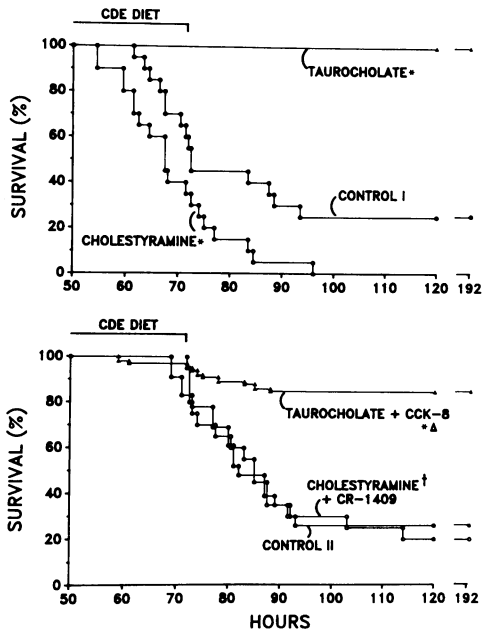 CDE DIET
100
80
60
40
20
0
SURVIVAL (%)
TAUROCHOLATE*
CONTROL I
CHOLESTYRAMINE*
50 60 70 80 90 100 110 120 192
CDE DIET
100
80
60
40
20
0
SURVIVAL (%)
TAUROCHOLATE + CCK-8
*Δ
CHOLESTYRAMINE†
+ CR-1409
CONTROL II
50 60 70 80 90 100 110 120 192
HOURS